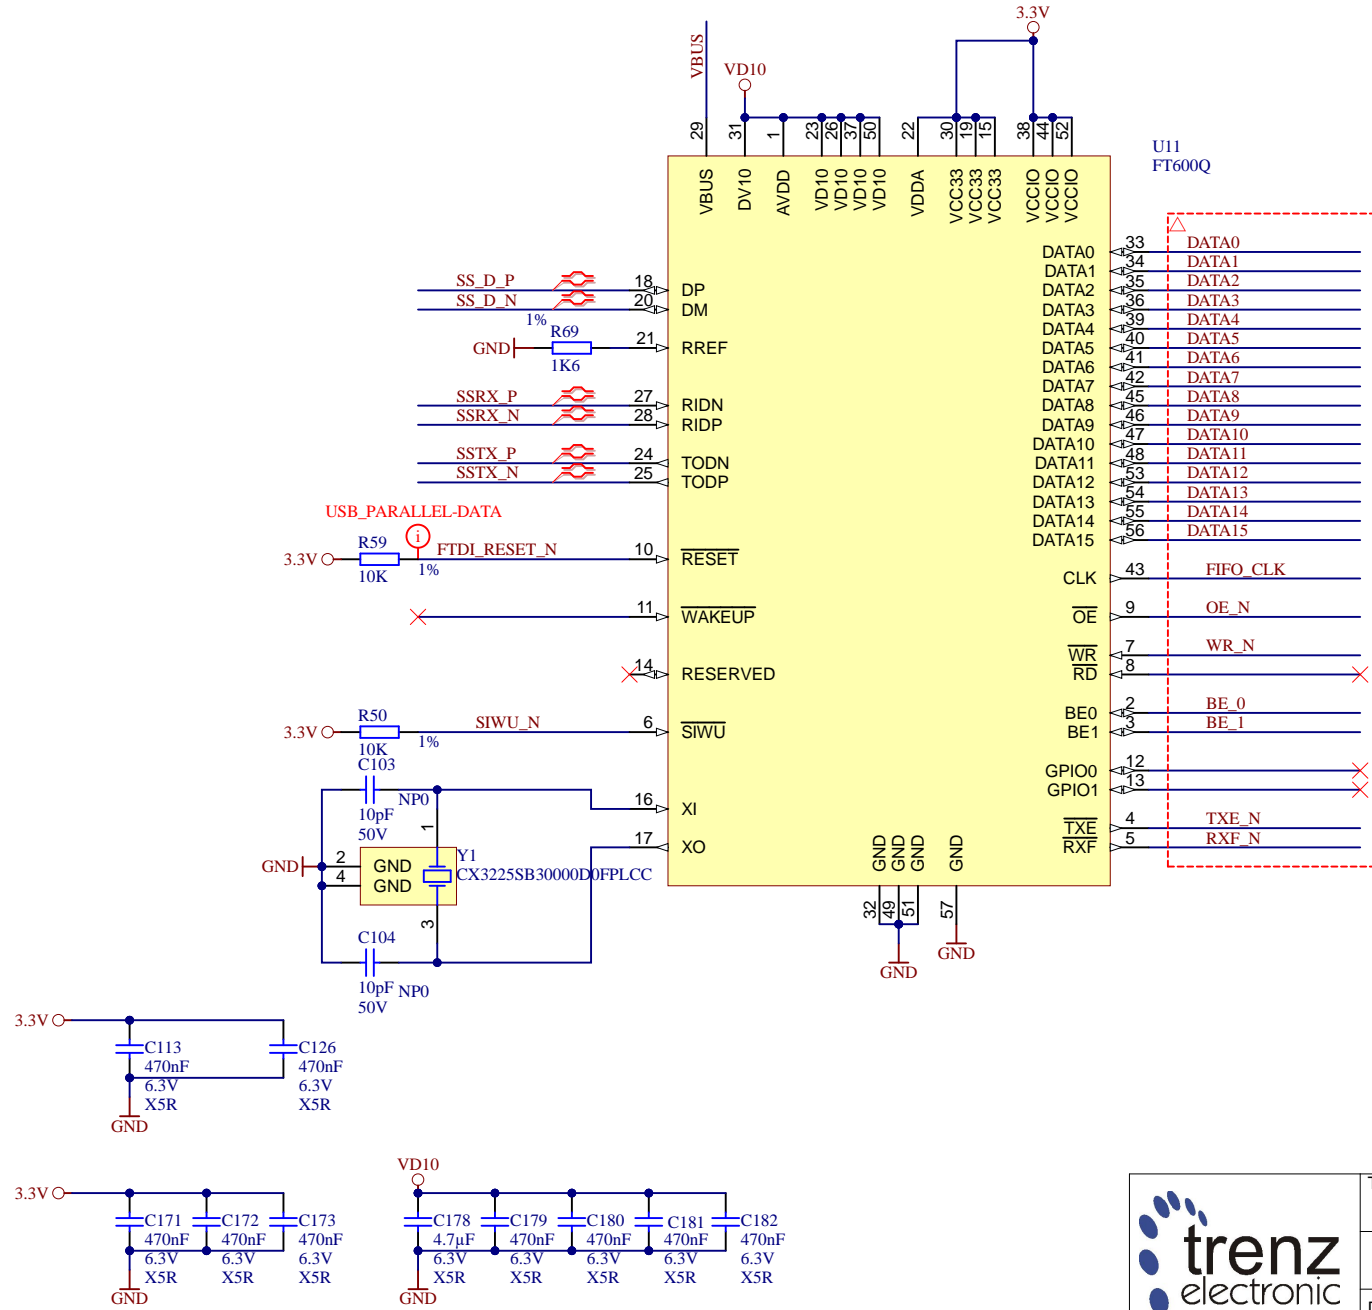 3.3V
VBUS
VD10
29
31
1
23
26
37
50
22
30
19
15
38
44
52
U11
FT600Q
VBUS
DV10
AVDD
VD10
VD10
VD10
VD10
VDDA
VCC33
VCC33
VCC33
VCCIO
VCCIO
VCCIO
DATA0 33 DATA0
DATA1 34 DATA1
DATA2 35 DATA2
DATA3 36 DATA3
DATA4 39 DATA4
DATA5 40 DATA5
DATA6 41 DATA6
DATA7 42 DATA7
DATA8 45 DATA8
DATA9 46 DATA9
DATA10 47 DATA10
DATA11 48 DATA11
DATA12 53 DATA12
DATA13 54 DATA13
DATA14 55 DATA14
DATA15 56 DATA15
CLK 43 FIFO_CLK
OE 9 OE_N
WR 7 WR_N
RD 8
BE0 2 BE_0
BE1 3 BE_1
GPIO0 12
GPIO1 13
TXE 4 TXE_N
RXF 5 RXF_N
SS_D_P 18 DP
SS_D_N 20 DM
1%
R69
GND 21 RREF
1K6
SSRX_P 27 RIDN
SSRX_N 28 RIDP
SSTX_P 24 TODN
SSTX_N 25 TODP
USB_PARALLEL-DATA
i
R59
3.3V FTDI_RESET_N 10 RESET
10K 1%
11 WAKEUP
14 RESERVED
R50
3.3V SIWU_N 6 SIWU
10K 1%
C103
NP0
10pF
50V
16 XI
1
17 XO
GND 2 GND
4 GND
Y1
CX3225SB30000D0FPLCC
3
C104
10pF NP0
50V
GND
GND
GND
GND
32
49
51
57
GND
GND
3.3V
C113
470nF
6.3V
X5R
C126
470nF
6.3V
X5R
GND
3.3V
C171
470nF
6.3V
X5R
C172
470nF
6.3V
X5R
C173
470nF
6.3V
X5R
GND
VD10
C178
4.7µF
6.3V
X5R
C179
470nF
6.3V
X5R
C180
470nF
6.3V
X5R
C181
470nF
6.3V
X5R
C182
470nF
6.3V
X5R
GND
trenz
electronic